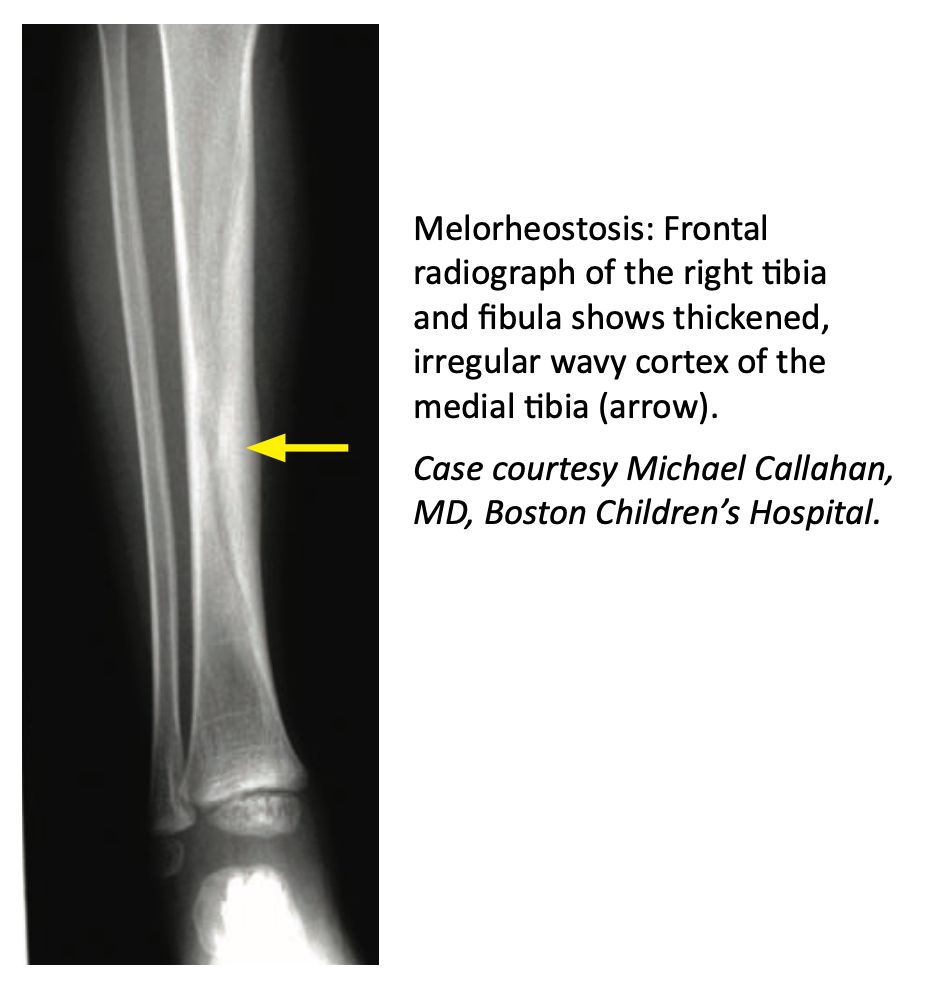 Melorheostosis: Frontal
radiograph of the right tibia
and fibula shows thickened,
irregular wavy cortex of the
medial tibia (arrow).
Case courtesy Michael Callahan,
MD, Boston Children’s Hospital.